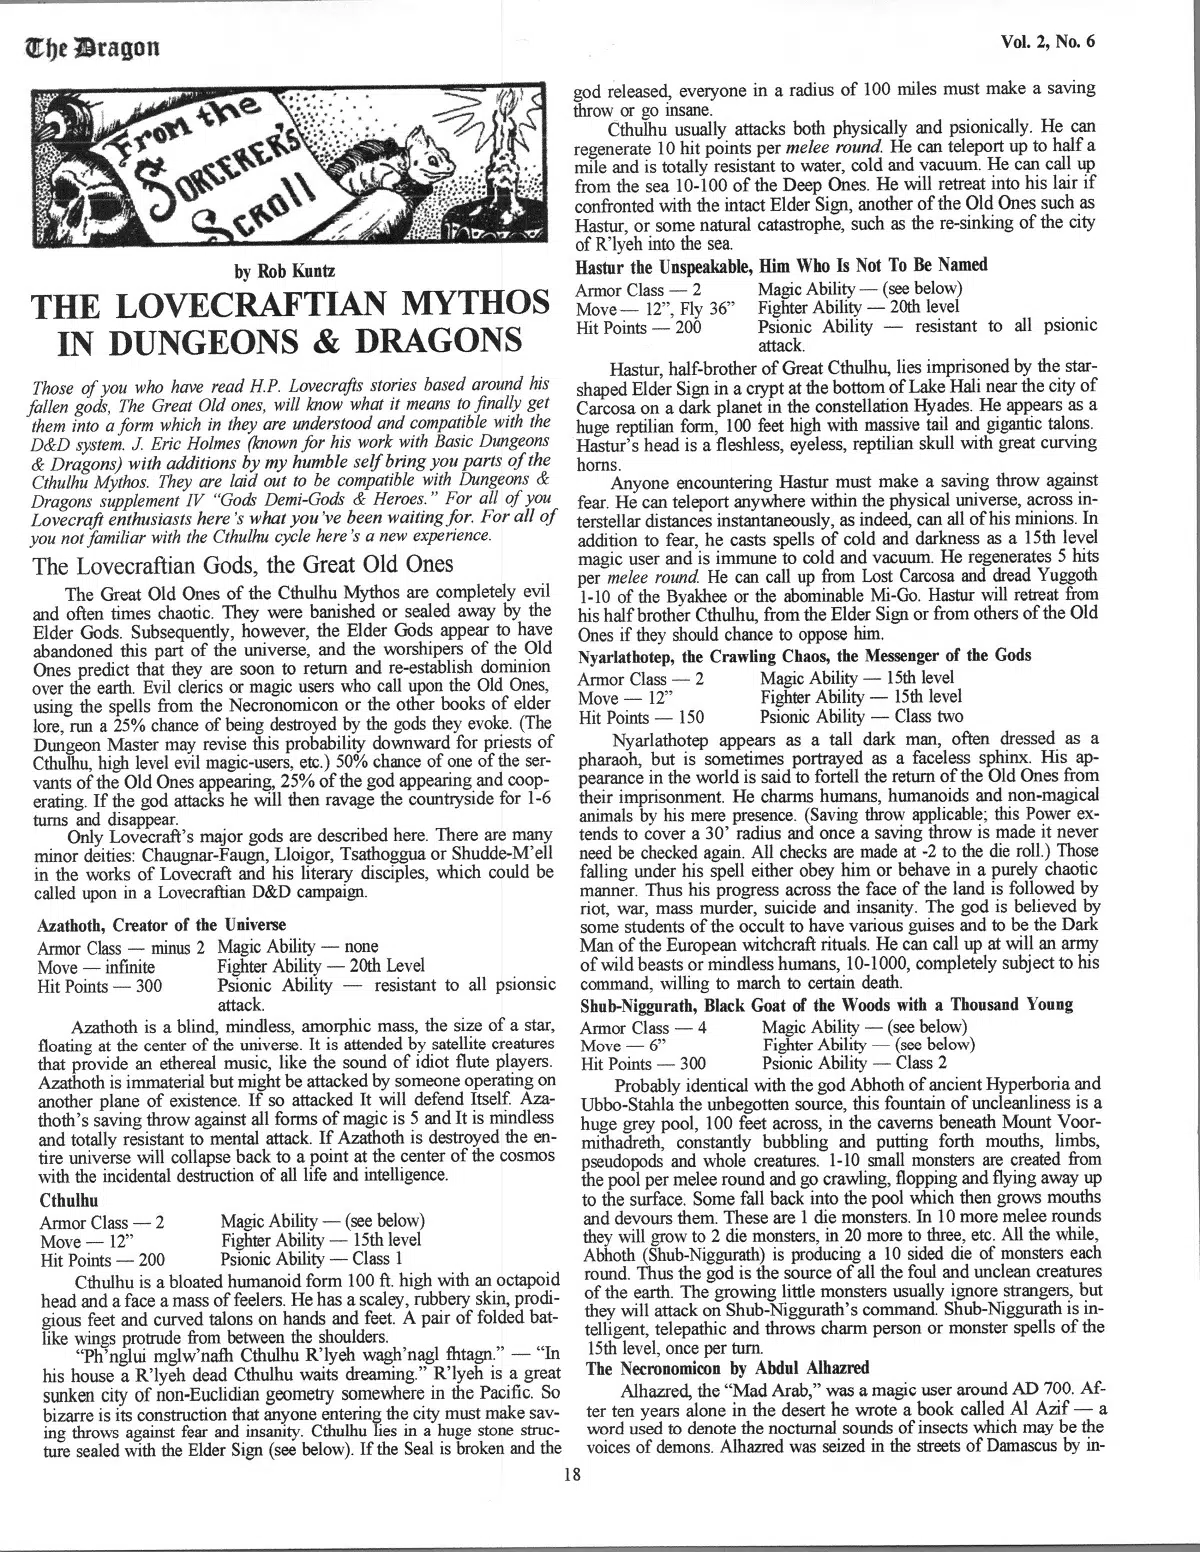 The Dragon
Vol. 2, No. 6
From the
SORCERER'S
SCROLL
by Rob Kuntz
THE LOVECRAFTIAN MYTHOS
IN DUNGEONS & DRAGONS
Those of you who have read H.P. Lovecrafts stories based around his
fallen gods, The Great Old ones, will know what it means to finally get
them into a form which in they are understood and compatible with the
D&D system. J. Eric Holmes (known for his work with Basic Dungeons
& Dragons) with additions by my humble self bring you parts of the
Cthulhu Mythos. They are laid out to be compatible with Dungeons &
Dragons supplement IV “Gods Demi-Gods & Heroes.” For all of you
Lovecraft enthusiasts here’s what you’ve been waiting for. For all of
you not familiar with the Cthulhu cycle here’s a new experience.
The Lovecraftian Gods, the Great Old Ones
The Great Old Ones of the Cthulhu Mythos are completely evil
and often times chaotic. They were banished or sealed away by the
Elder Gods. Subsequently, however, the Elder Gods appear to have
abandoned this part of the universe, and the worshipers of the Old
Ones predict that they are soon to return and re-establish dominion
over the earth. Evil clerics or magic users who call upon the Old Ones,
using the spells from the Necronomicon or the other books of elder
lore, run a 25% chance of being destroyed by the gods they evoke. (The
Dungeon Master may revise this probability downward for priests of
Cthulhu, high level evil magic-users, etc.) 50% chance of one of the ser-
vants of the Old Ones appearing, 25% of the god appearing and coop-
erating. If the god attacks he will then ravage the countryside for 1-6
turns and disappear.
Only Lovecraft’s major gods are described here. There are many
minor deities: Chaugnar-Faugn, Lloigor, Tsathoggua or Shudde-M’ell
in the works of Lovecraft and his literary disciples, which could be
called upon in a Lovecraftian D&D campaign.
Azathoth, Creator of the Universe
Armor Class — minus 2 Magic Ability — none
Move — infinite Fighter Ability — 20th Level
Hit Points — 300 Psionic Ability — resistant to all psionsic
attack.
Azathoth is a blind, mindless, amorphic mass, the size of a star,
floating at the center of the universe. It is attended by satellite creatures
that provide an ethereal music, like the sound of idiot flute players.
Azathoth is immaterial but might be attacked by someone operating on
another plane of existence. If so attacked It will defend Itself. Aza-
thoth’s saving throw against all forms of magic is 5 and It is mindless
and totally resistant to mental attack. If Azathoth is destroyed the en-
tire universe will collapse back to a point at the center of the cosmos
with the incidental destruction of all life and intelligence.
Cthulhu
Armor Class — 2 Magic Ability — (see below)
Move — 12” Fighter Ability — 15th level
Hit Points — 200 Psionic Ability — Class 1
Cthulhu is a bloated humanoid form 100 ft. high with an octapoid
head and a face a mass of feelers. He has a scaley, rubbery skin, prodi-
gious feet and curved talons on hands and feet. A pair of folded bat-
like wings protrude from between the shoulders.
“Ph’nglui mglw’nafh Cthulhu R’lyeh wagh’nagl fhtagn.” — “In
his house a R’lyeh dead Cthulhu waits dreaming.” R’lyeh is a great
sunken city of non-Euclidian geometry somewhere in the Pacific. So
bizarre is its construction that anyone entering the city must make sav-
ing throws against fear and insanity. Cthulhu lies in a huge stone struc-
ture sealed with the Elder Sign (see below). If the Seal is broken and the
god released, everyone in a radius of 100 miles must make a saving
throw or go insane.
Cthulhu usually attacks both physically and psionically. He can
regenerate 10 hit points per melee round. He can teleport up to half a
mile and is totally resistant to water, cold and vacuum. He can call up
from the sea 10-100 of the Deep Ones. He will retreat into his lair if
confronted with the intact Elder Sign, another of the Old Ones such as
Hastur, or some natural catastrophe, such as the re-sinking of the city
of R’lyeh into the sea.
Hastur the Unspeakable, Him Who Is Not To Be Named
Armor Class — 2 Magic Ability — (see below)
Move — 12”, Fly 36” Fighter Ability — 20th level
Hit Points — 200 Psionic Ability — resistant to all psionic
attack.
Hastur, half-brother of Great Cthulhu, lies imprisoned by the star-
shaped Elder Sign in a crypt at the bottom of Lake Hali near the city of
Carcosa on a dark planet in the constellation Hyades. He appears as a
huge reptilian form, 100 feet high with massive tail and gigantic talons.
Hastur’s head is a fleshless, eyeless, reptilian skull with great curving
horns.
Anyone encountering Hastur must make a saving throw against
fear. He can teleport anywhere within the physical universe, across in-
terstellar distances instantaneously, as indeed, can all of his minions. In
addition to fear, he casts spells of cold and darkness as a 15th level
magic user and is immune to cold and vacuum. He regenerates 5 hits
per melee round. He can call up from Lost Carcosa and dread Yuggoth
1-10 of the Byakhee or the abominable Mi-Go. Hastur will retreat from
his half brother Cthulhu, from the Elder Sign or from others of the Old
Ones if they should chance to oppose him.
Nyarlathotep, the Crawling Chaos, the Messenger of the Gods
Armor Class — 2 Magic Ability — 15th level
Move — 12” Fighter Ability — 15th level
Hit Points — 150 Psionic Ability — Class two
Nyarlathotep appears as a tall dark man, often dressed as a
pharaoh, but is sometimes portrayed as a faceless sphinx. His ap-
pearance in the world is said to fortell the return of the Old Ones from
their imprisonment. He charms humans, humanoids and non-magical
animals by his mere presence. (Saving throw applicable; this Power ex-
tends to cover a 30’ radius and once a saving throw is made it never
need be checked again. All checks are made at -2 to the die roll.) Those
falling under his spell either obey him or behave in a purely chaotic
manner. Thus his progress across the face of the land is followed by
riot, war, mass murder, suicide and insanity. The god is believed by
some students of the occult to have various guises and to be the Dark
Man of the European witchcraft rituals. He can call up at will an army
of wild beasts or mindless humans, 10-1000, completely subject to his
command, willing to march to certain death.
Shub-Niggurath, Black Goat of the Woods with a Thousand Young
Armor Class — 4 Magic Ability — (see below)
Move — 6” Fighter Ability — (see below)
Hit Points — 300 Psionic Ability — Class 2
Probably identical with the god Abhoth of ancient Hyperboria and
Ubbo-Stahla the unbegotten source, this fountain of uncleanliness is a
huge grey pool, 100 feet across, in the caverns beneath Mount Voor-
mithadreth, constantly bubbling and putting forth mouths, limbs,
pseudopods and whole creatures. 1-10 small monsters are created from
the pool per melee round and go crawling, flopping and flying away up
to the surface. Some fall back into the pool which then grows mouths
and devours them. These are 1 die monsters. In 10 more melee rounds
they will grow to 2 die monsters, in 20 more to three, etc. All the while,
Abhoth (Shub-Niggurath) is producing a 10 sided die of monsters each
round. Thus the god is the source of all the foul and unclean creatures
of the earth. The growing little monsters usually ignore strangers, but
they will attack on Shub-Niggurath’s command. Shub-Niggurath is in-
telligent, telepathic and throws charm person or monster spells of the
15th level, once per turn.
The Necronomicon by Abdul Alhazred
Alhazred, the “Mad Arab,” was a magic user around AD 700. Af-
ter ten years alone in the desert he wrote a book called Al Azif — a
word used to denote the nocturnal sounds of insects which may be the
voices of demons. Alhazred was seized in the streets of Damascus by in-
18